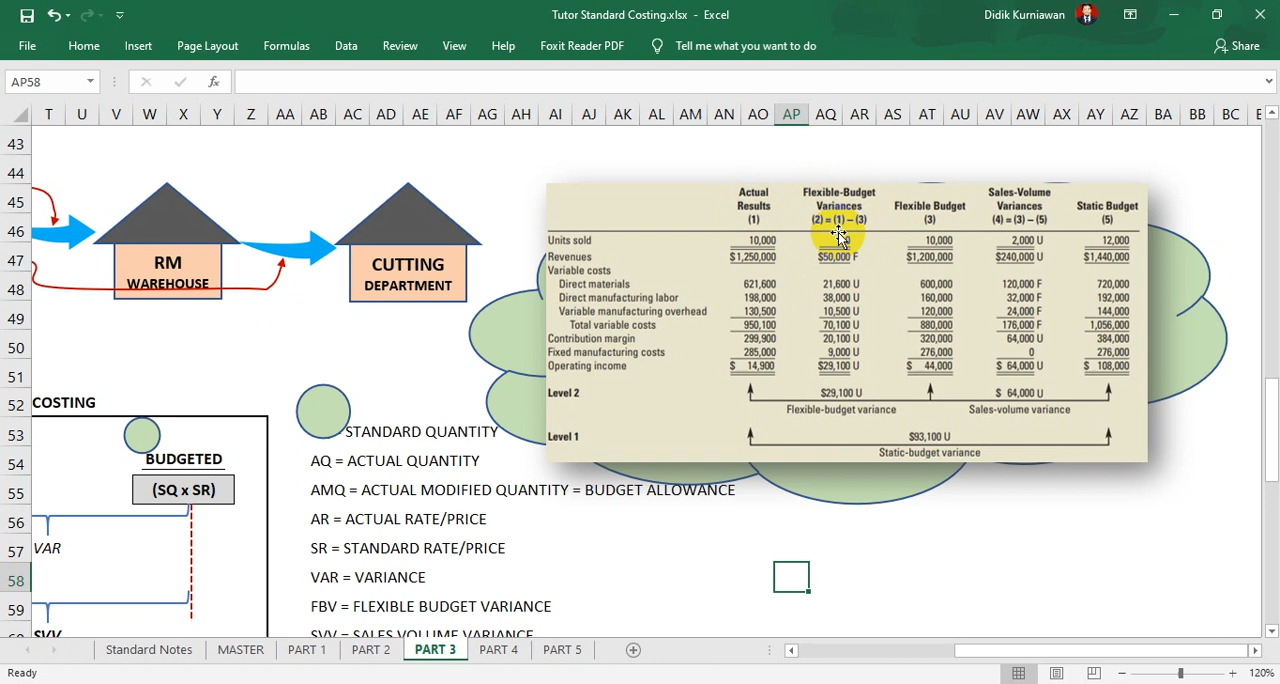 Tutor Standard Costing.xlsx - Excel
Didik Kurniawan
File Home Insert Page Layout Formulas Data Review View Help Foxit Reader PDF Tell me what you want to do Share
AP58
fx
T U V W X Y Z AA AB AC AD AE AF AG AH AI AJ AK AL AM AN AO AP AQ AR AS AT AU AV AW AX AY AZ BA BB BC
43
44
45
46
47
48
49
50
51
52
53
54
55
56
57
58
59
RM
WAREHOUSE
CUTTING
DEPARTMENT
Actual Results (1)
Flexible-Budget Variances (2) = (1) – (3)
Flexible Budget (3)
Sales-Volume Variances (4) = (3) – (5)
Static Budget (5)
Units sold 10,000 10,000 2,000 U 12,000
Revenues $1,250,000 $50,000 F $1,200,000 $240,000 U $1,440,000
Variable costs
Direct materials 621,600 21,600 U 600,000 120,000 F 720,000
Direct manufacturing labor 198,000 38,000 U 160,000 32,000 F 192,000
Variable manufacturing overhead 130,500 10,500 U 120,000 24,000 F 144,000
Total variable costs 950,100 70,100 U 880,000 176,000 F 1,056,000
Contribution margin 299,900 20,100 U 320,000 64,000 U 384,000
Fixed manufacturing costs 285,000 9,000 U 276,000 0 276,000
Operating income $ 14,900 $29,100 U $ 44,000 $ 64,000 U $ 108,000
Level 2 $29,100 U $ 64,000 U
Flexible-budget variance Sales-volume variance
Level 1 $93,100 U
Static-budget variance
COSTING
BUDGETED
(SQ x SR)
VAR
SVV
STANDARD QUANTITY
AQ = ACTUAL QUANTITY
AMQ = ACTUAL MODIFIED QUANTITY = BUDGET ALLOWANCE
AR = ACTUAL RATE/PRICE
SR = STANDARD RATE/PRICE
VAR = VARIANCE
FBV = FLEXIBLE BUDGET VARIANCE
SVV = SALES VOLUME VARIANCE
Standard Notes MASTER PART 1 PART 2 PART 3 PART 4 PART 5
Ready
120%